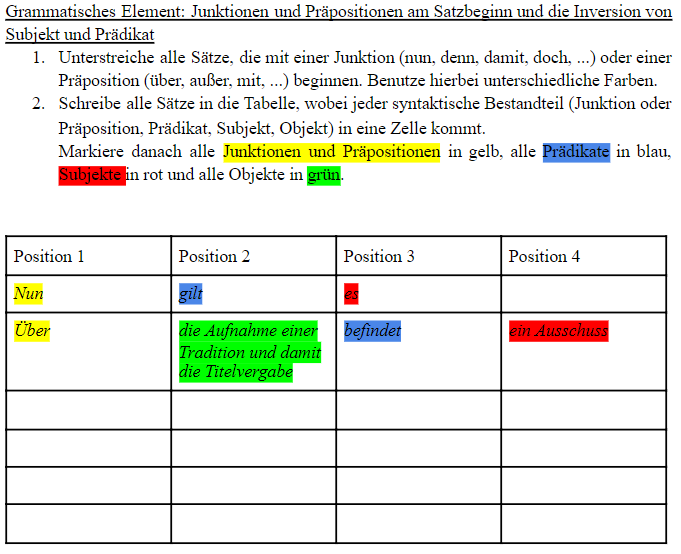 Grammatisches Element: Junktionen und Präpositionen am Satzbeginn und die Inversion von
Subjekt und Prädikat
1. Unterstreiche alle Sätze, die mit einer Junktion (nun, denn, damit, doch, ...) oder einer
Präposition (über, außer, mit, ...) beginnen. Benutze hierbei unterschiedliche Farben.
2. Schreibe alle Sätze in die Tabelle, wobei jeder syntaktische Bestandteil (Junktion oder
Präposition, Prädikat, Subjekt, Objekt) in eine Zelle kommt.
Markiere danach alle Junktionen und Präpositionen in gelb, alle Prädikate in blau,
Subjekte in rot und alle Objekte in grün.
Position 1 Position 2 Position 3 Position 4
Nun gilt es
Über die Aufnahme einer befindet ein Ausschuss
Tradition und damit
die Titelvergabe